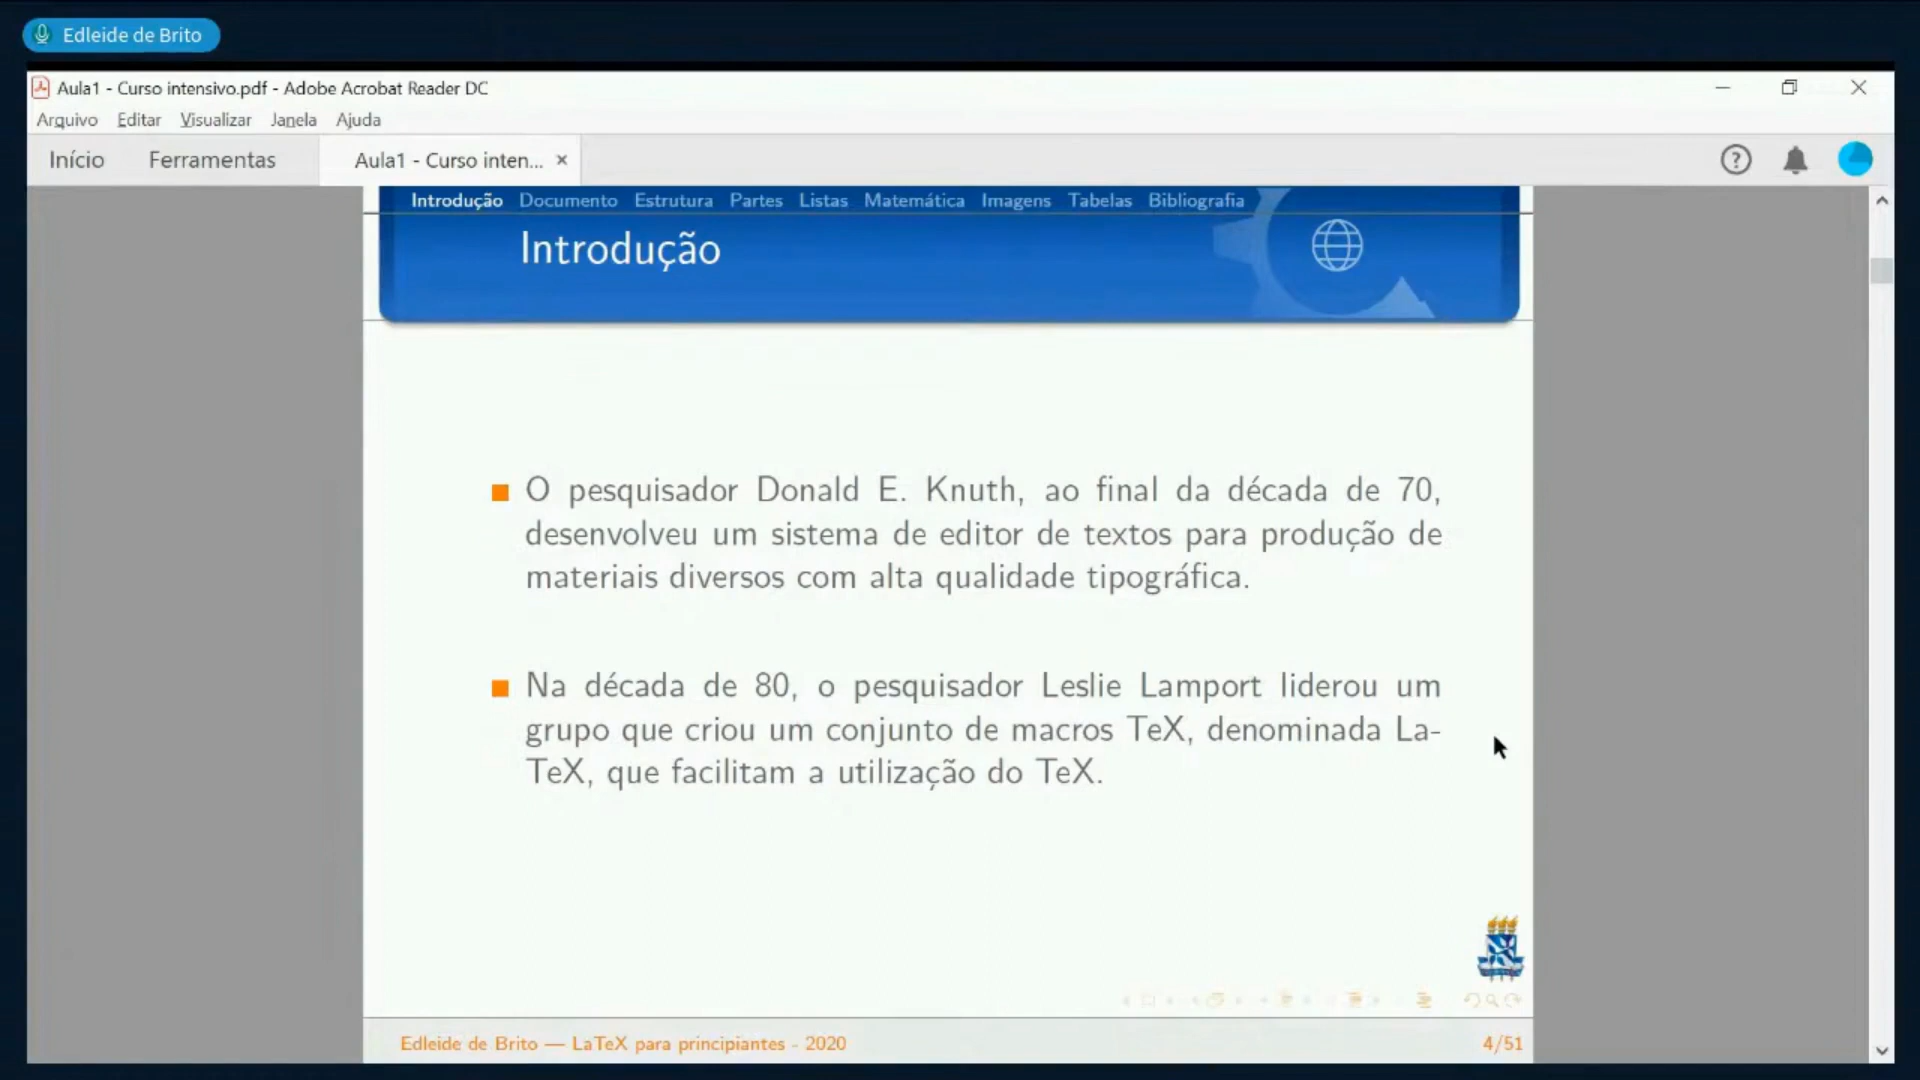 Edleide de Brito
Aula1 - Curso intensivo.pdf - Adobe Acrobat Reader DC
Arquivo Editar Visualizar Janela Ajuda
Início Ferramentas Aula1 - Curso inten... ×
Introdução Documento Estrutura Partes Listas Matemática Imagens Tabelas Bibliografia
Introdução
O pesquisador Donald E. Knuth, ao final da década de 70,
desenvolveu um sistema de editor de textos para produção de
materiais diversos com alta qualidade tipográfica.
Na década de 80, o pesquisador Leslie Lamport liderou um
grupo que criou um conjunto de macros TeX, denominada La-
TeX, que facilitam a utilização do TeX.
Edleide de Brito — LaTeX para principiantes - 2020 4/51